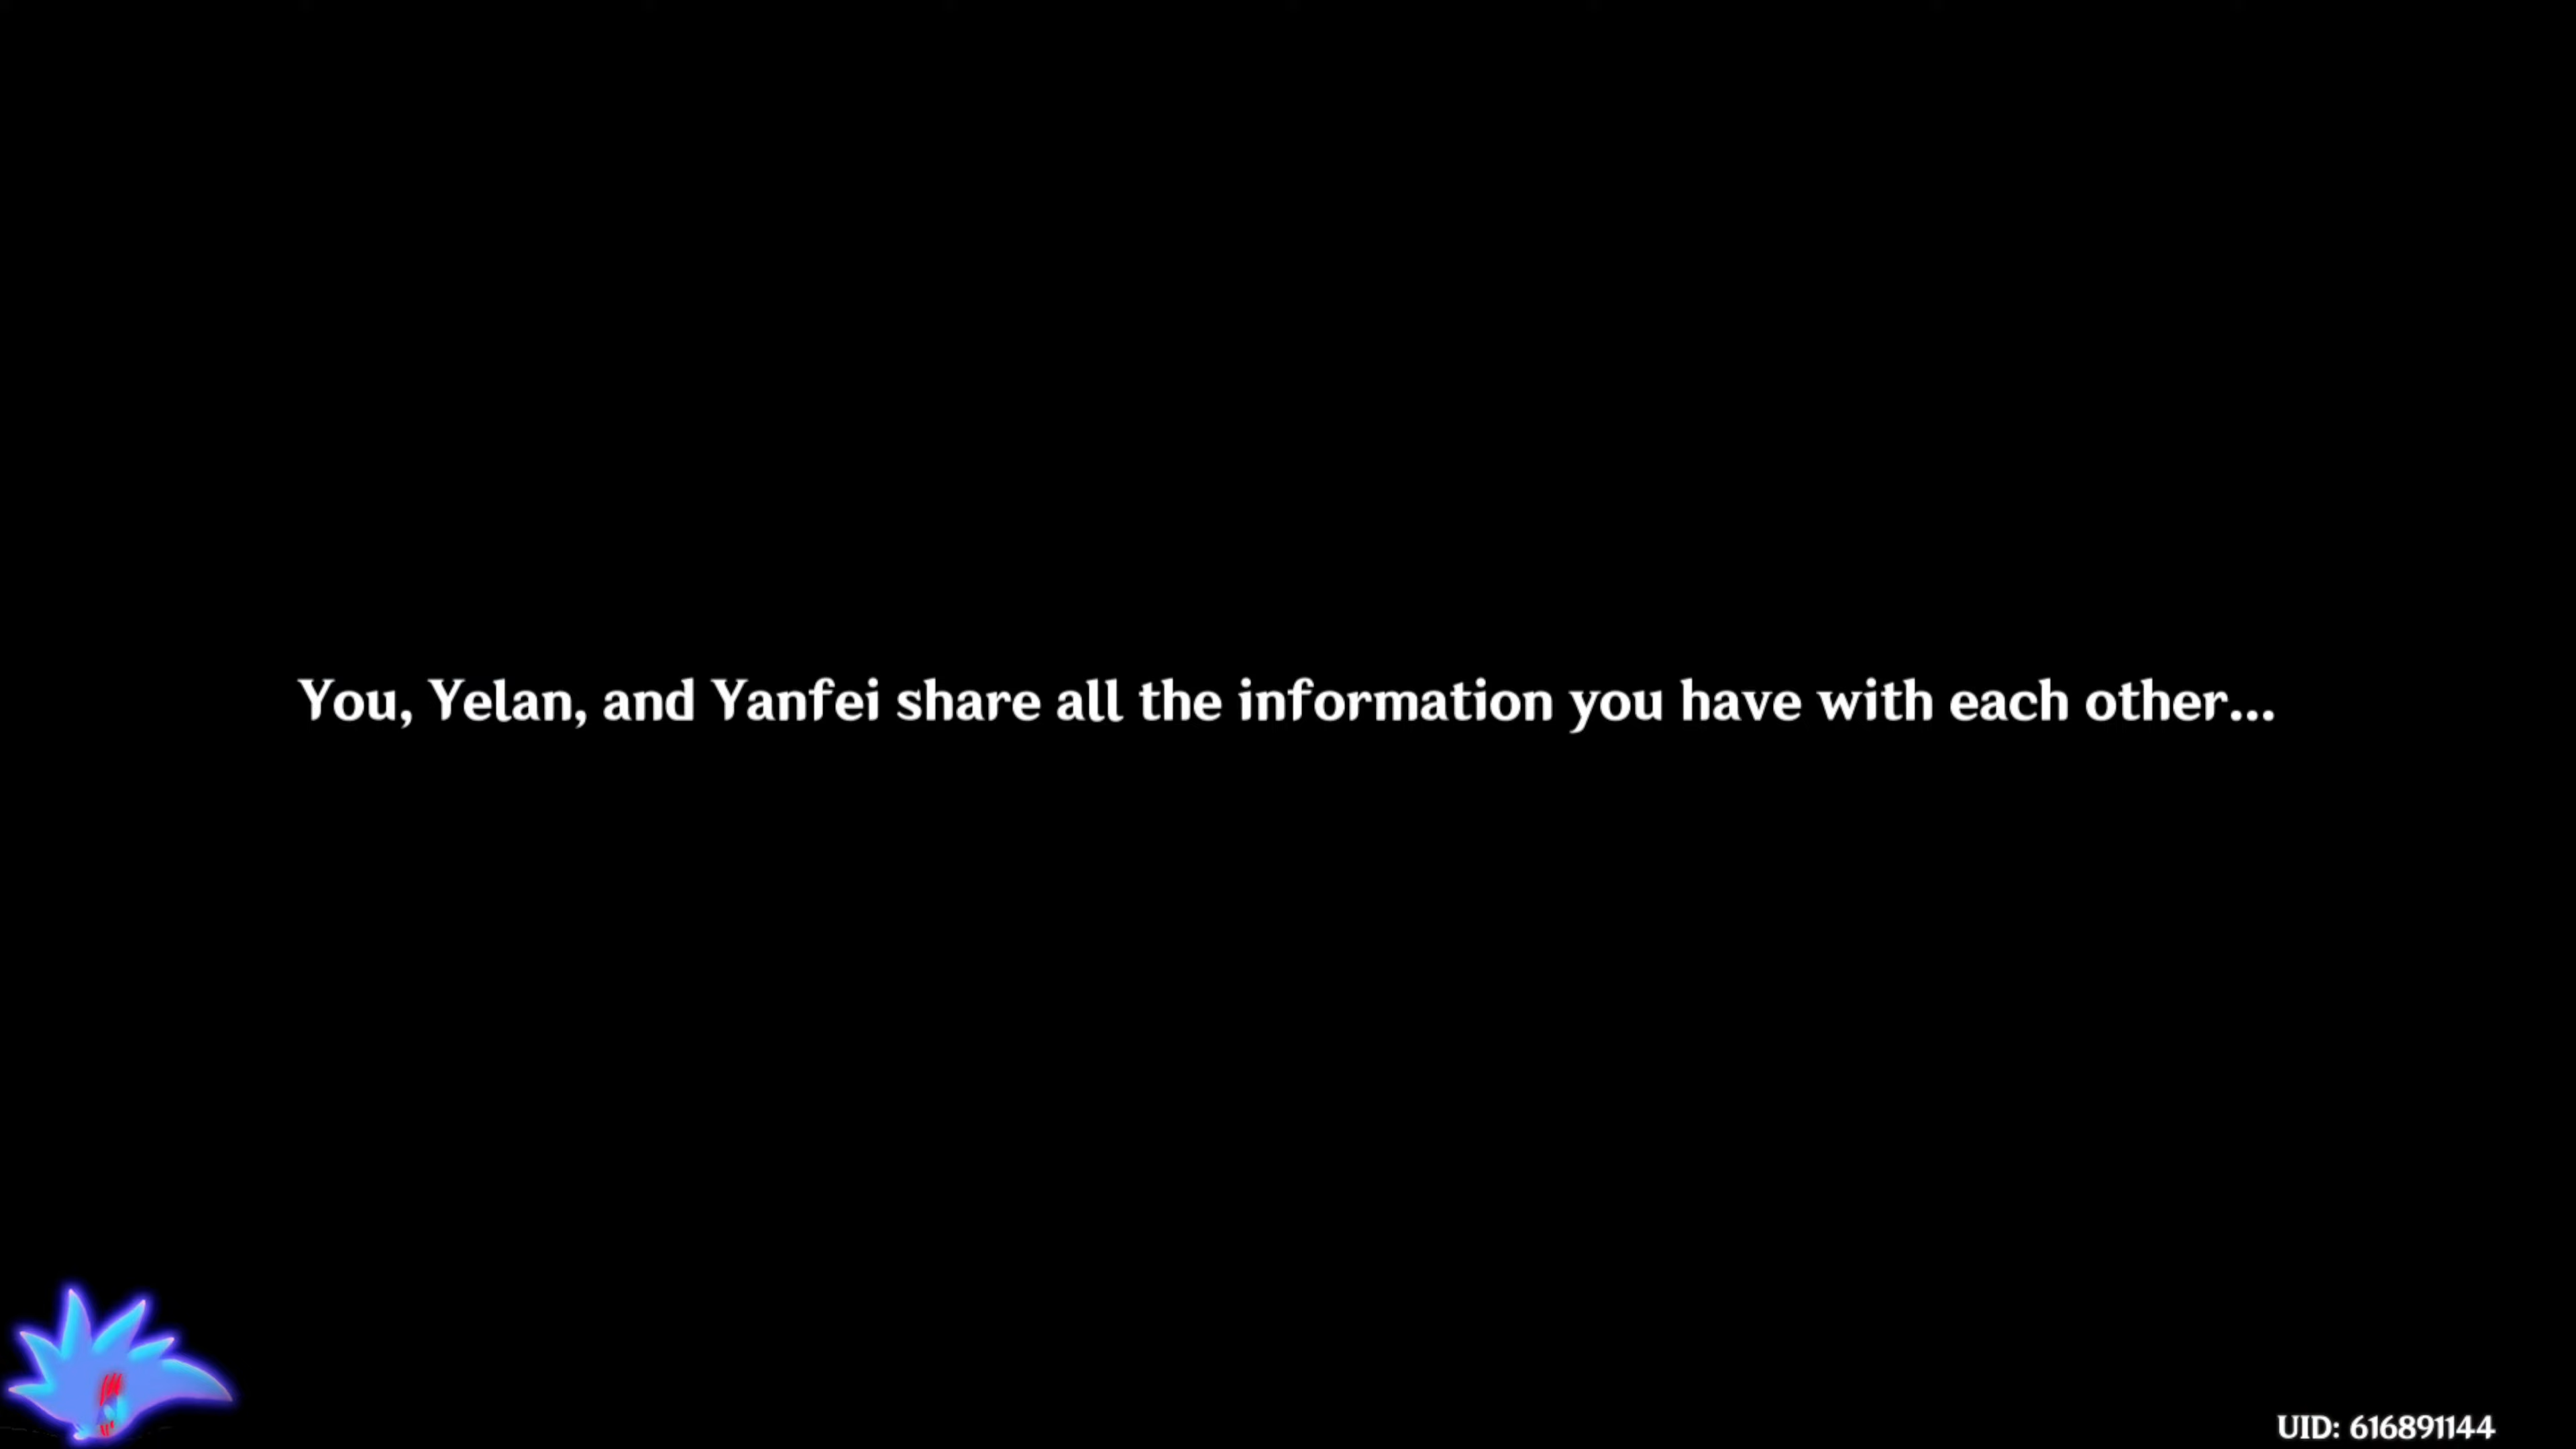 You, Yelan, and Yanfei share all the information you have with each other...
UID: 616891144